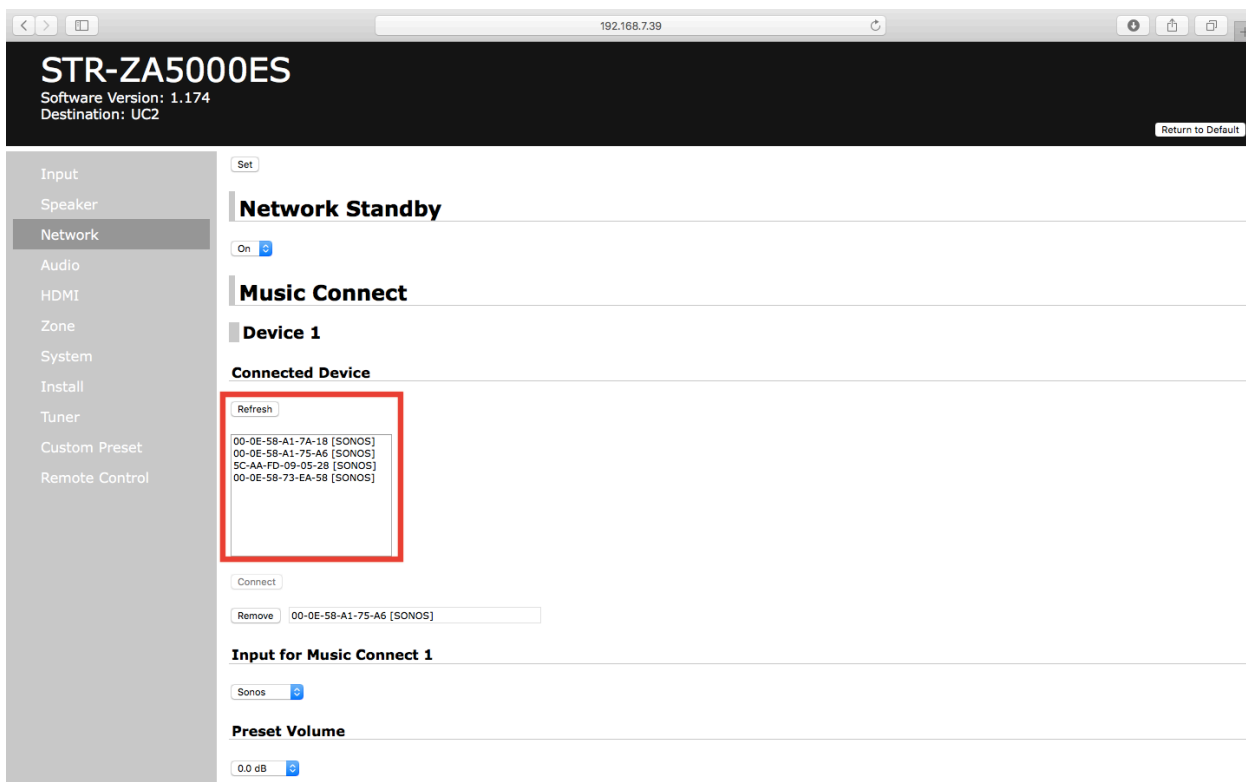 192.168.7.39
STR-ZA5000ES
Software Version: 1.174
Destination: UC2
Return to Default
Input
Speaker
Network
Audio
HDMI
Zone
System
Install
Tuner
Custom Preset
Remote Control
Set
Network Standby
On
Music Connect
Device 1
Connected Device
Refresh
00-0E-58-A1-7A-18 [SONOS]
00-0E-58-A1-75-A6 [SONOS]
5C-AA-FD-09-05-28 [SONOS]
00-0E-58-73-EA-58 [SONOS]
Connect
Remove 00-0E-58-A1-75-A6 [SONOS]
Input for Music Connect 1
Sonos
Preset Volume
0.0 dB